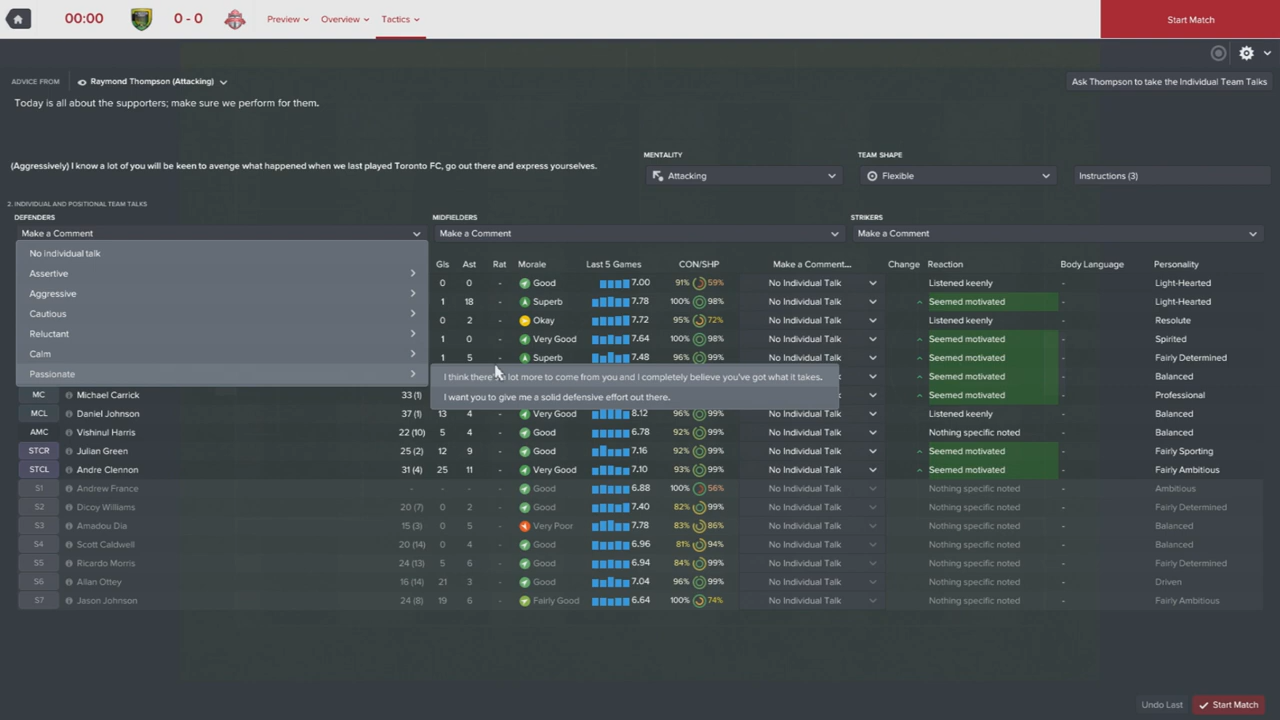 00:00 0 - 0 Preview Overview Tactics Start Match
ADVICE FROM Raymond Thompson (Attacking) Ask Thompson to take the Individual Team Talks
Today is all about the supporters; make sure we perform for them.
MENTALITY TEAM SHAPE
(Aggressively) I know a lot of you will be keen to avenge what happened when we last played Toronto FC, go out there and express yourselves. Attacking Flexible Instructions (3)
2. INDIVIDUAL AND POSITIONAL TEAM TALKS
DEFENDERS MIDFIELDERS STRIKERS
Make a Comment Make a Comment Make a Comment
No individual talk
Gls Ast Rat Morale Last 5 Games CON/SHP Make a Comment... Change Reaction Body Language Personality
Assertive
0 0 - Good 7.00 91% 59% No Individual Talk Listened keenly - Light-Hearted
Aggressive
1 18 - Superb 7.78 100% 98% No Individual Talk Seemed motivated - Light-Hearted
Cautious
0 2 - Okay 7.72 95% 72% No Individual Talk Listened keenly - Resolute
Reluctant
1 0 - Very Good 7.64 100% 98% No Individual Talk Seemed motivated - Spirited
Calm
1 5 - Superb 7.48 96% 99% No Individual Talk Seemed motivated - Fairly Determined
Passionate
I think there's lot more to come from you and I completely believe you've got what it takes. Seemed motivated - Balanced
MC Michael Carrick 33 (1) I want you to give me a solid defensive effort out there. Seemed motivated - Professional
MCL Daniel Johnson 37 (1) 13 4 - Very Good 8.12 96% 99% No Individual Talk Listened keenly - Balanced
AMC Vishinul Harris 22 (10) 5 4 - Good 6.78 92% 99% No Individual Talk Nothing specific noted - Balanced
STCR Julian Green 25 (2) 12 9 - Good 7.16 92% 99% No Individual Talk Seemed motivated - Fairly Sporting
STCL Andre Clennon 31 (4) 25 11 - Very Good 7.10 93% 99% No Individual Talk Seemed motivated - Fairly Ambitious
S1 Andrew France - - - - Good 6.88 100% 56% No Individual Talk Nothing specific noted - Ambitious
S2 Dicoy Williams 20 (7) 0 2 - Good 7.40 82% 99% No Individual Talk Nothing specific noted - Fairly Determined
S3 Amadou Dia 15 (3) 0 5 - Very Poor 7.78 83% 86% No Individual Talk Nothing specific noted - Balanced
S4 Scott Caldwell 20 (14) 0 4 - Good 6.96 81% 94% No Individual Talk Nothing specific noted - Balanced
S5 Ricardo Morris 24 (13) 5 6 - Good 6.94 84% 99% No Individual Talk Nothing specific noted - Fairly Determined
S6 Allan Ottey 16 (14) 21 3 - Good 7.04 96% 99% No Individual Talk Nothing specific noted - Driven
S7 Jason Johnson 24 (8) 19 6 - Fairly Good 6.64 100% 74% No Individual Talk Nothing specific noted - Fairly Ambitious
Undo Last Start Match